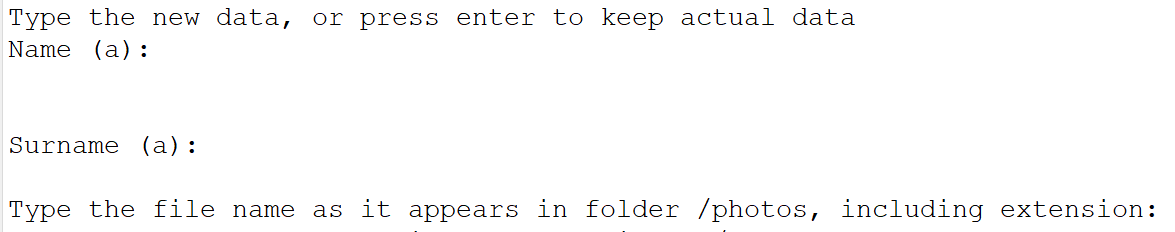 Type the new data, or press enter to keep actual data
Name (a):
Surname (a):
Type the file name as it appears in folder /photos, including extension: